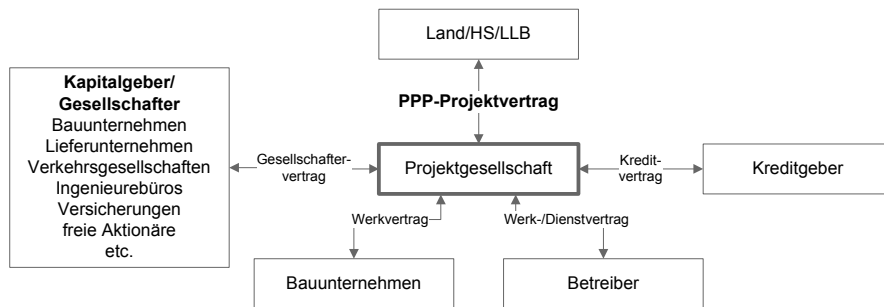 Land/HS/LLB
Kapitalgeber/
Gesellschafter
Bauunternehmen
Lieferunternehmen
Verkehrsgesellschaften
Ingenieurebüros
Versicherungen
freie Aktionäre
etc.
PPP-Projektvertrag
Gesellschafter-
vertrag
Projektgesellschaft
Kredit-
vertrag
Kreditgeber
Werkvertrag
Werk-/Dienstvertrag
Bauunternehmen
Betreiber